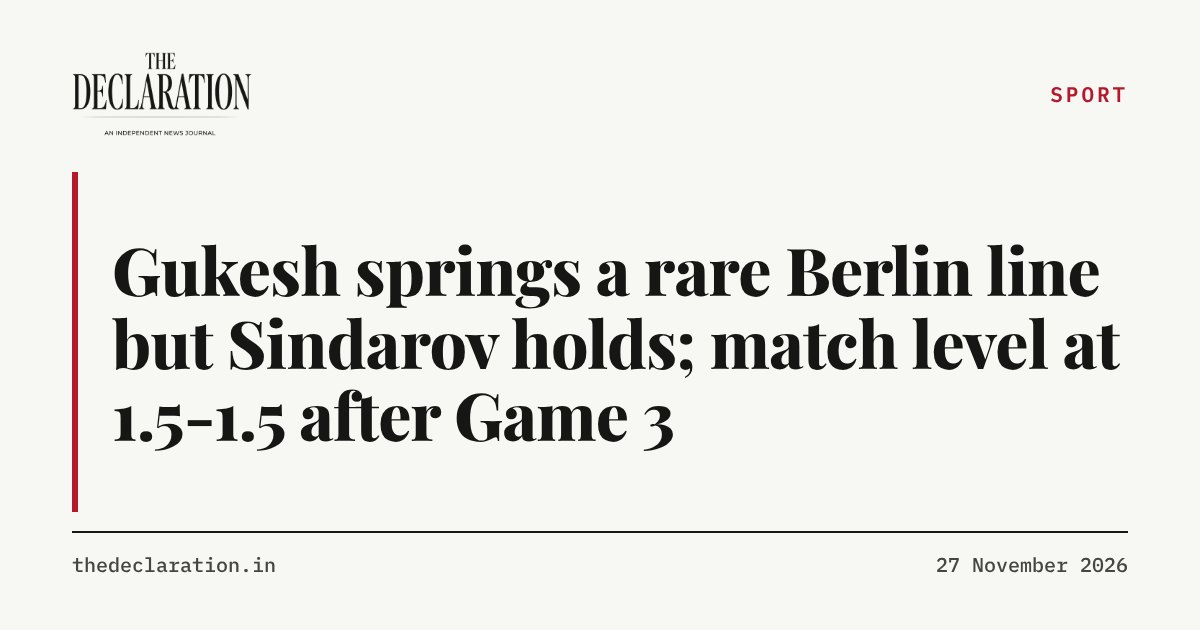 THE
DECLARATION
AN INDEPENDENT NEWS JOURNAL
SPORT
Gukesh springs a rare Berlin line
but Sindarov holds; match level at
1.5-1.5 after Game 3
thedeclaration.in
27 November 2026